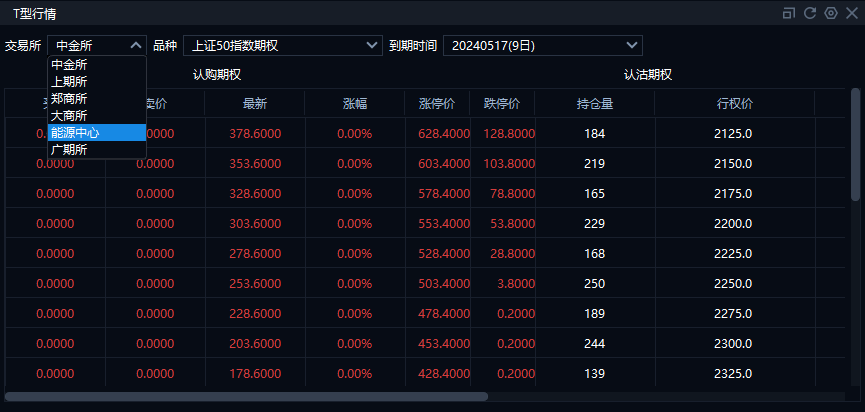 T型行情
交易所 中金所 品种 上证50指数期权 到期时间 20240517(9日)
中金所
上期所
郑商所
大商所
能源中心
广期所
认购期权 认沽期权
卖价 最新 涨幅 涨停价 跌停价 持仓量 行权价
0.0000 0.0000 378.6000 0.00% 628.4000 128.8000 184 2125.0
0.0000 0.0000 353.6000 0.00% 603.4000 103.8000 219 2150.0
0.0000 0.0000 328.6000 0.00% 578.4000 78.8000 165 2175.0
0.0000 0.0000 303.6000 0.00% 553.4000 53.8000 229 2200.0
0.0000 0.0000 278.6000 0.00% 528.4000 28.8000 168 2225.0
0.0000 0.0000 253.6000 0.00% 503.4000 3.8000 250 2250.0
0.0000 0.0000 228.6000 0.00% 478.4000 0.2000 189 2275.0
0.0000 0.0000 203.6000 0.00% 453.4000 0.2000 244 2300.0
0.0000 0.0000 178.6000 0.00% 428.4000 0.2000 139 2325.0